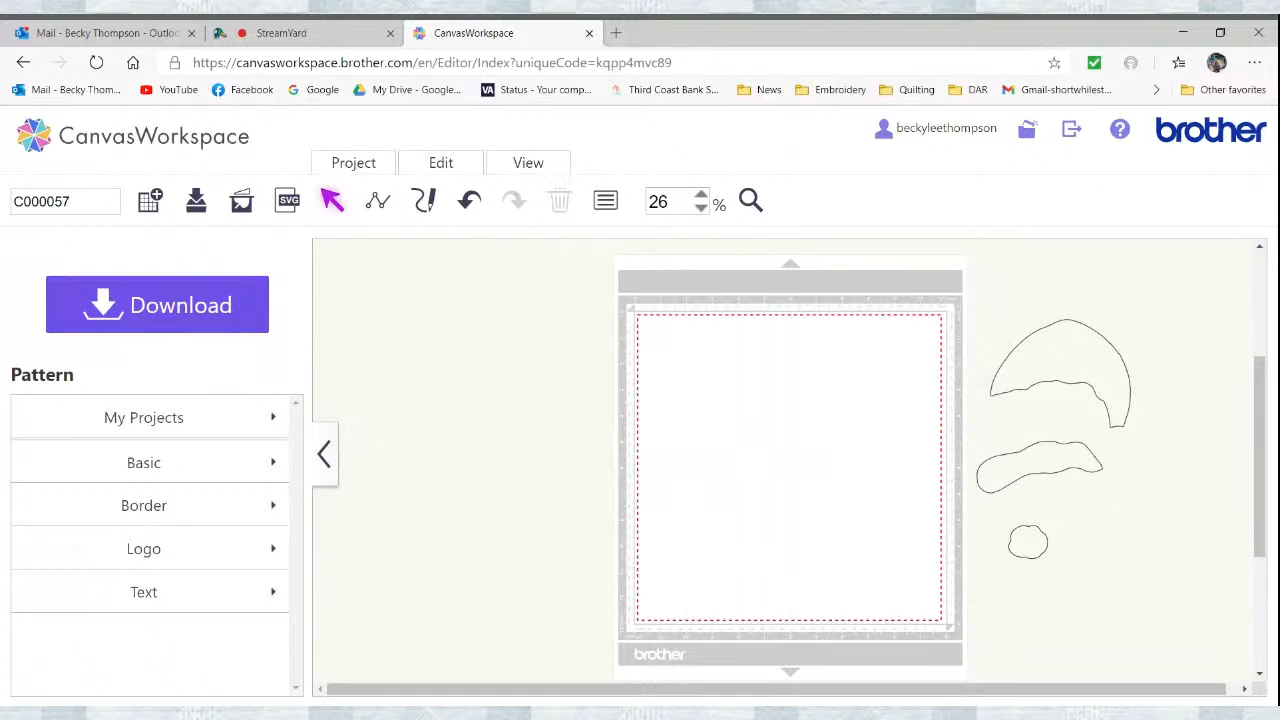 Mail - Becky Thompson - Outlo
StreamYard
CanvasWorkspace
https://canvasworkspace.brother.com/en/Editor/Index?uniqueCode=kqpp4mvc89
Mail - Becky Thom...
YouTube
Facebook
Google
My Drive - Google...
VA
Status - Your comp...
Third Coast Bank S...
News
Embroidery
Quilting
DAR
Gmail-shortwhilest...
Other favorites
CanvasWorkspace
beckyleethompson
brother
Project
Edit
View
C000057
SVG
26
%
Download
Pattern
My Projects
Basic
Border
Logo
Text
brother